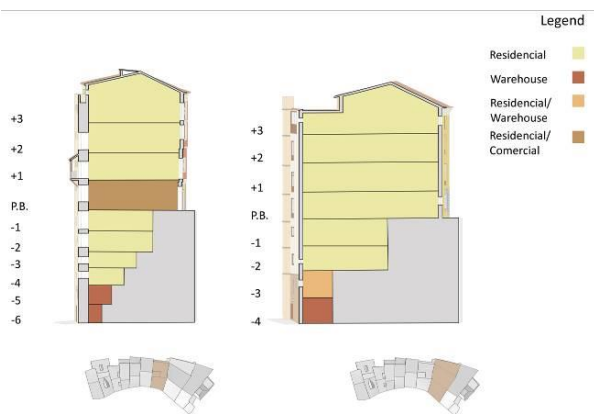 Legend
Residencial
Warehouse
Residencial/
Warehouse
Residencial/
Comercial
+3
+2
+1
P.B.
-1
-2
-3
-4
-5
-6
+3
+2
+1
P.B.
-1
-2
-3
-4